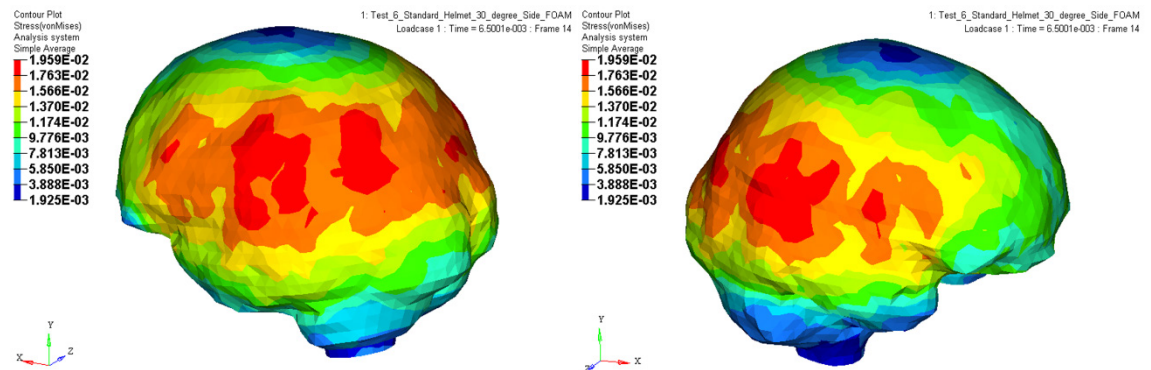 Contour Plot
Stress(vonMises)
Analysis system
Simple Average
1.959E-02
1.763E-02
1.566E-02
1.370E-02
1.174E-02
9.776E-03
7.813E-03
5.850E-03
3.888E-03
1.925E-03
1: Test_6_Standard_Helmet_30_degree_Side_FOAM
Loadcase 1 : Time = 6.5001e-003 : Frame 14
Y
X
Z
Contour Plot
Stress(vonMises)
Analysis system
Simple Average
1.959E-02
1.763E-02
1.566E-02
1.370E-02
1.174E-02
9.776E-03
7.813E-03
5.850E-03
3.888E-03
1.925E-03
1: Test_6_Standard_Helmet_30_degree_Side_FOAM
Loadcase 1 : Time = 6.5001e-003 : Frame 14
Y
X